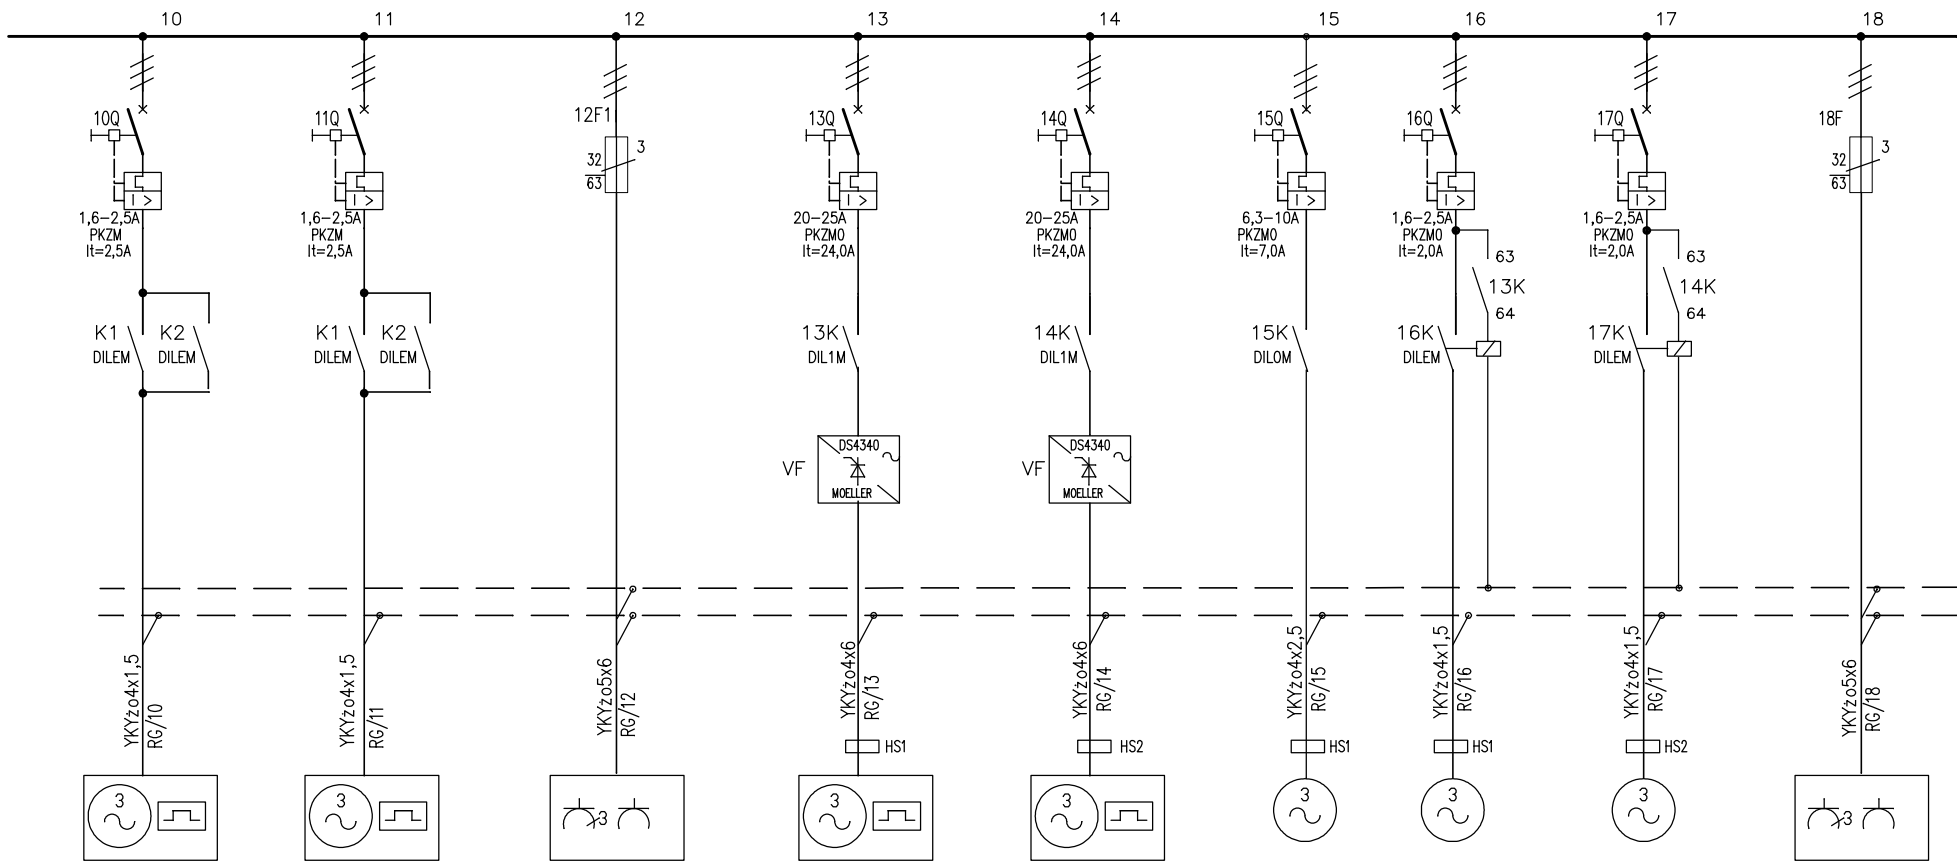 10 11 12 13 14 15 16 17 18
10Q 11Q 12F1 13Q 14Q 15Q 16Q 17Q 18F
32 3 32 3
63 63
I > I > I > I > I > I > I >
1,6-2,5A 1,6-2,5A 20-25A 20-25A 6,3-10A 1,6-2,5A 1,6-2,5A
PKZM PKZM PKZM0 PKZM0 PKZM0 PKZM0 PKZM0
It=2,5A It=2,5A It=24,0A It=24,0A It=7,0A It=2,0A It=2,0A
63 63
13K 14K
64 64
K1 K2 K1 K2 13K 14K 15K 16K 17K
DILEM DILEM DILEM DILEM DIL1M DIL1M DILOM DILEM DILEM
DS4340 DS4340
VF VF
MOELLER MOELLER
YKYżo4x1,5 YKYżo4x1,5 YKYżo5x6 YKYżo4x6 YKYżo4x6 YKYżo4x2,5 YKYżo4x1,5 YKYżo4x1,5 YKYżo5x6
RG/10 RG/11 RG/12 RG/13 RG/14 RG/15 RG/16 RG/17 RG/18
HS1 HS2 HS1 HS1 HS2
3 3 3 3 3 3 3 3 3